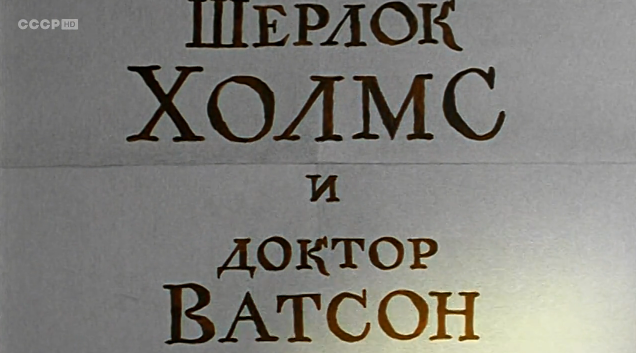 СССР HD
ШЕРЛОК
ХОЛМС
И
ДОКТОР
ВАТСОН